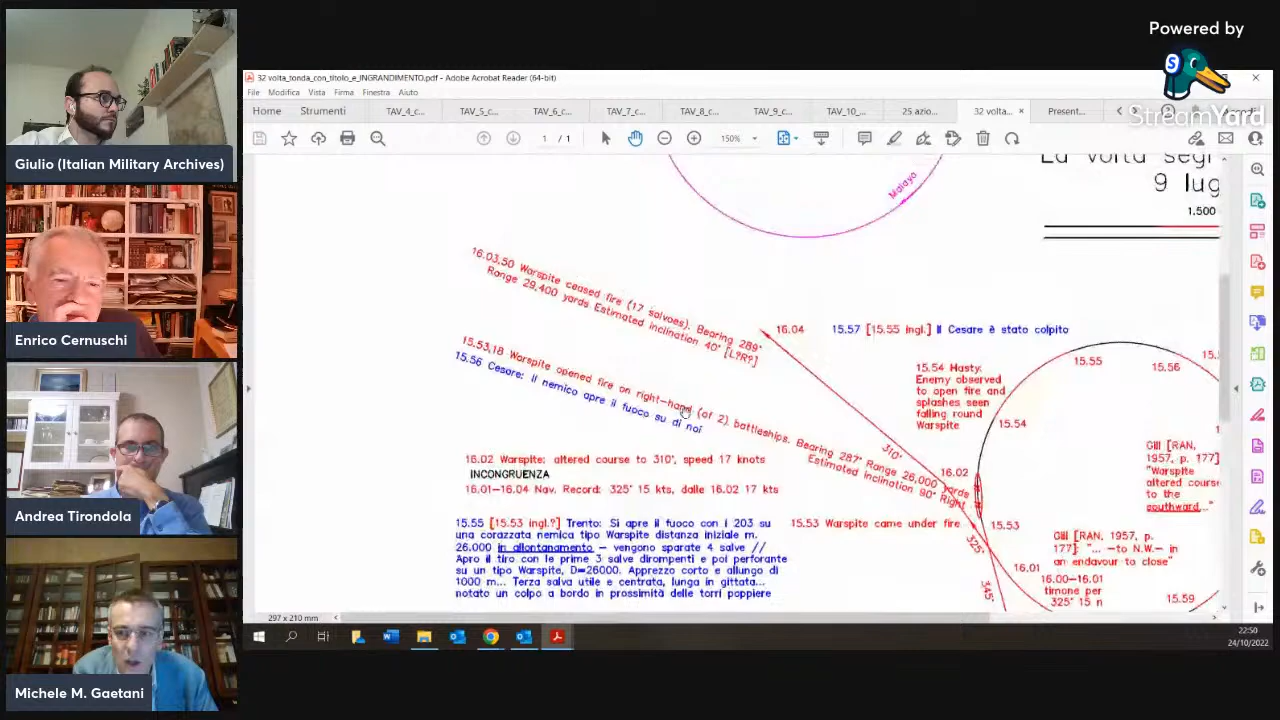 Powered by
StreamYard
Giulio (Italian Military Archives)
Enrico Cernuschi
Andrea Tirondola
Michele M. Gaetani
32 volta_tonda_con_titolo_e_INGRANDIMENTO.pdf - Adobe Acrobat Reader (64-bit)
File Modifica Vista Firma Finestra Aiuto
Home Strumenti TAV_4_c... TAV_5_c... TAV_6_c... TAV_7_c... TAV_8_c... TAV_9_c... TAV_10_... 25 azio... 32 volta... × Present...
1 / 1 150%
La volta segr
9 lug
1.500
Malaya
16.03,50 Warspite ceased fire (17 salvoes). Bearing 289°
Range 29,400 yards Estimated inclination 40° [L?R?]
16.04
15.57 [15.55 ingl.] Il Cesare è stato colpito
15.53,18 Warspite opened fire on right-hand (of 2) battleships. Bearing 287° Range 26,000 yards
Estimated inclination 90° Right
15.56 Cesare: il nemico apre il fuoco su di noi
15.54 Hasty.
Enemy observed
to open fire and
splashes seen
falling round
Warspite
15.55
15.56
15.54
310°
16.02
16.02 Warspite: altered course to 310°, speed 17 knots
INCONGRUENZA
16.01-16.04 Nav. Record: 325° 15 kts, dalle 16.02 17 kts
GIII [RAN,
1957, p. 177]
"Warspite
altered course
to the
southward..."
15.55 [15.53 ingl.?] Trento: Si apre il fuoco con i 203 su
una corazzata nemica tipo Warspite distanza iniziale m.
26.000 in allontanamento - vengono sparate 4 salve //
Apro il tiro con le prime 3 salve dirompenti e poi perforante
su un tipo Warspite, D=26000. Apprezzo corto e allungo di
1000 m... Terza salva utile e centrata, lunga in gittata...
notato un colpo a bordo in prossimità delle torri poppiere
15.53 Warspite came under fire
15.53
325°
345°
16.01
GIII [RAN, 1957, p.
177]: "... -to N.W.- in
an endavour to close"
16.00-16.01
timone per
325° 15 n
15.59
297 x 210 mm
22:50
24/10/2022